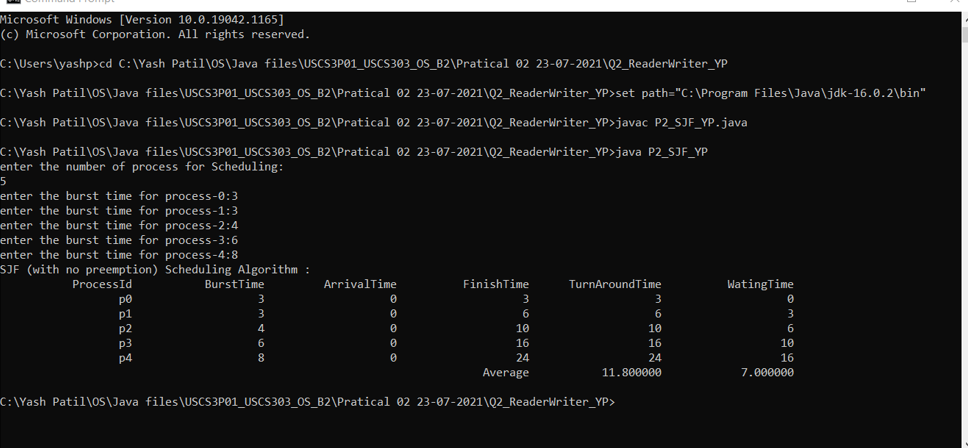 Command Prompt
Microsoft Windows [Version 10.0.19042.1165]
(c) Microsoft Corporation. All rights reserved.
C:\Users\yashp>cd C:\Yash Patil\OS\Java files\USCS3P01_USCS303_OS_B2\Pratical 02 23-07-2021\Q2_ReaderWriter_YP
C:\Yash Patil\OS\Java files\USCS3P01_USCS303_OS_B2\Pratical 02 23-07-2021\Q2_ReaderWriter_YP>set path="C:\Program Files\Java\jdk-16.0.2\bin"
C:\Yash Patil\OS\Java files\USCS3P01_USCS303_OS_B2\Pratical 02 23-07-2021\Q2_ReaderWriter_YP>javac P2_SJF_YP.java
C:\Yash Patil\OS\Java files\USCS3P01_USCS303_OS_B2\Pratical 02 23-07-2021\Q2_ReaderWriter_YP>java P2_SJF_YP
enter the number of process for Scheduling:
5
enter the burst time for process-0:3
enter the burst time for process-1:3
enter the burst time for process-2:4
enter the burst time for process-3:6
enter the burst time for process-4:8
SJF (with no preemption) Scheduling Algorithm :
ProcessId BurstTime ArrivalTime FinishTime TurnAroundTime WatingTime
p0 3 0 3 3 0
p1 3 0 6 6 3
p2 4 0 10 10 6
p3 6 0 16 16 10
p4 8 0 24 24 16
Average 11.800000 7.000000
C:\Yash Patil\OS\Java files\USCS3P01_USCS303_OS_B2\Pratical 02 23-07-2021\Q2_ReaderWriter_YP>